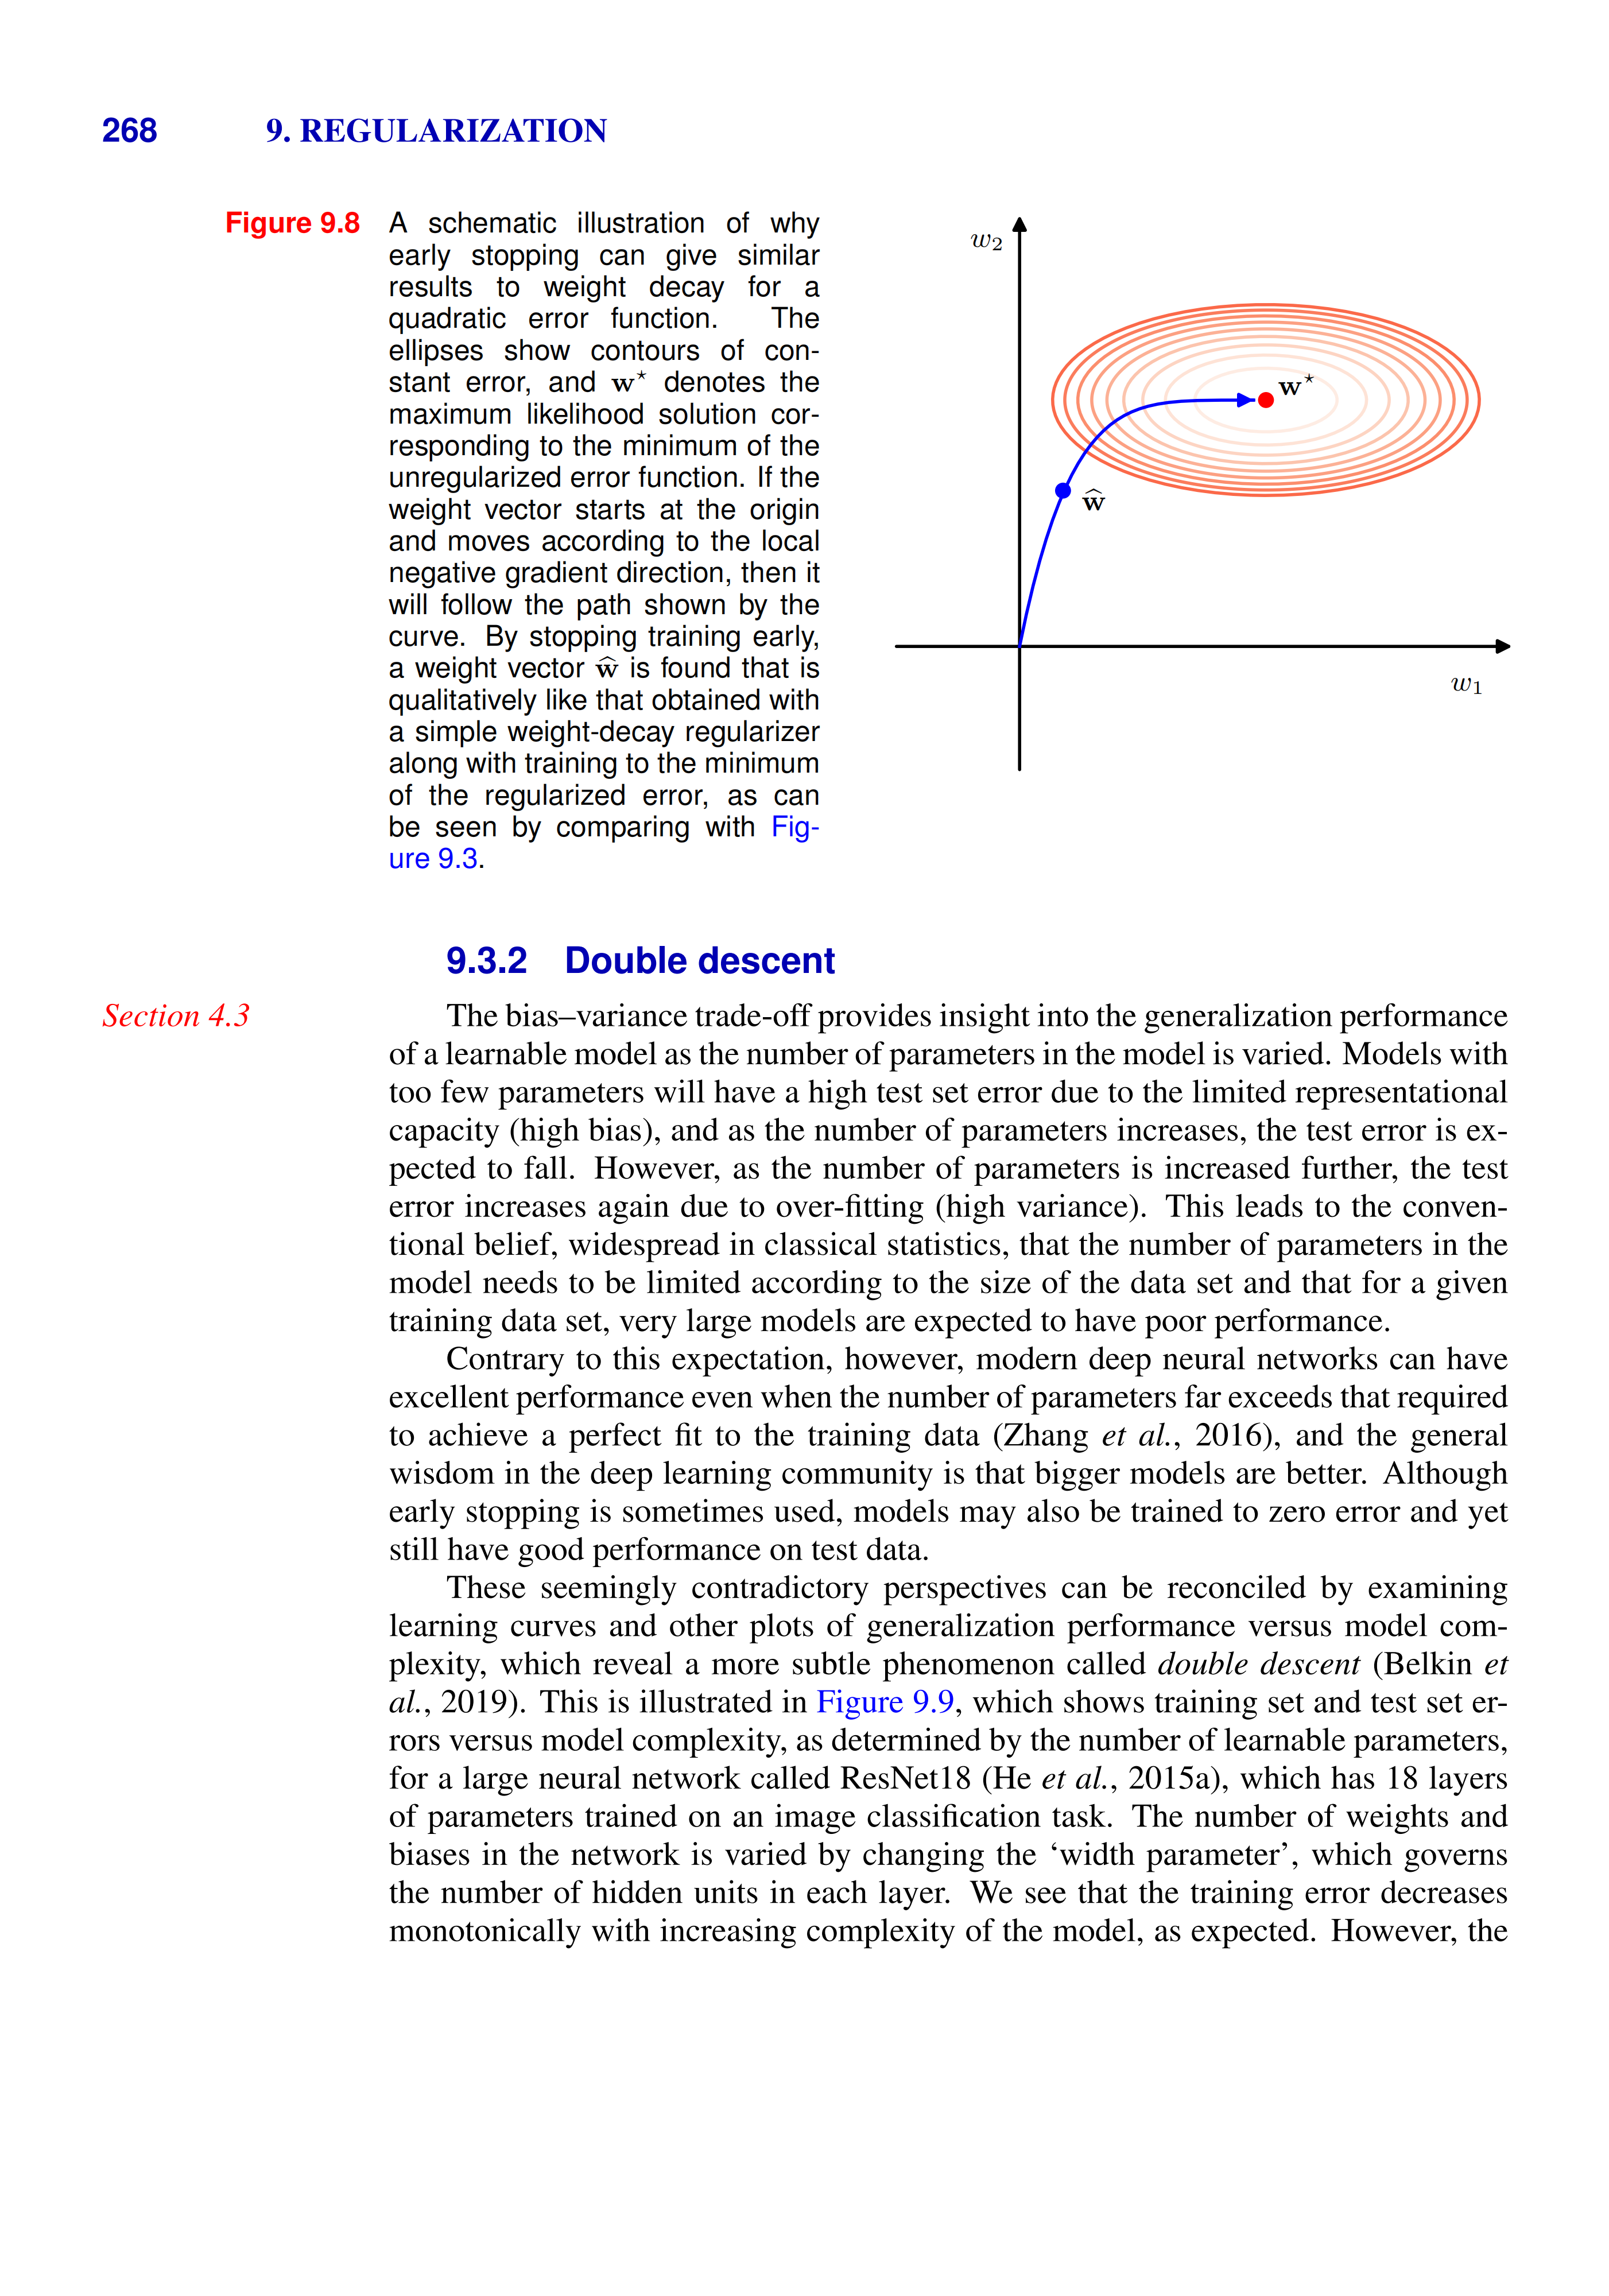 268 9. REGULARIZATION
Figure 9.8 A schematic illustration of why
early stopping can give similar
results to weight decay for a
quadratic error function. The
ellipses show contours of con-
stant error, and w⋆ denotes the
maximum likelihood solution cor-
responding to the minimum of the
unregularized error function. If the
weight vector starts at the origin
and moves according to the local
negative gradient direction, then it
will follow the path shown by the
curve. By stopping training early,
a weight vector ŵ is found that is
qualitatively like that obtained with
a simple weight-decay regularizer
along with training to the minimum
of the regularized error, as can
be seen by comparing with Fig-
ure 9.3.
w₂
w⋆
ŵ
w₁
9.3.2 Double descent
Section 4.3
The bias–variance trade-off provides insight into the generalization performance
of a learnable model as the number of parameters in the model is varied. Models with
too few parameters will have a high test set error due to the limited representational
capacity (high bias), and as the number of parameters increases, the test error is ex-
pected to fall. However, as the number of parameters is increased further, the test
error increases again due to over-fitting (high variance). This leads to the conven-
tional belief, widespread in classical statistics, that the number of parameters in the
model needs to be limited according to the size of the data set and that for a given
training data set, very large models are expected to have poor performance.
Contrary to this expectation, however, modern deep neural networks can have
excellent performance even when the number of parameters far exceeds that required
to achieve a perfect fit to the training data (Zhang et al., 2016), and the general
wisdom in the deep learning community is that bigger models are better. Although
early stopping is sometimes used, models may also be trained to zero error and yet
still have good performance on test data.
These seemingly contradictory perspectives can be reconciled by examining
learning curves and other plots of generalization performance versus model com-
plexity, which reveal a more subtle phenomenon called double descent (Belkin et
al., 2019). This is illustrated in Figure 9.9, which shows training set and test set er-
rors versus model complexity, as determined by the number of learnable parameters,
for a large neural network called ResNet18 (He et al., 2015a), which has 18 layers
of parameters trained on an image classification task. The number of weights and
biases in the network is varied by changing the ‘width parameter’, which governs
the number of hidden units in each layer. We see that the training error decreases
monotonically with increasing complexity of the model, as expected. However, the